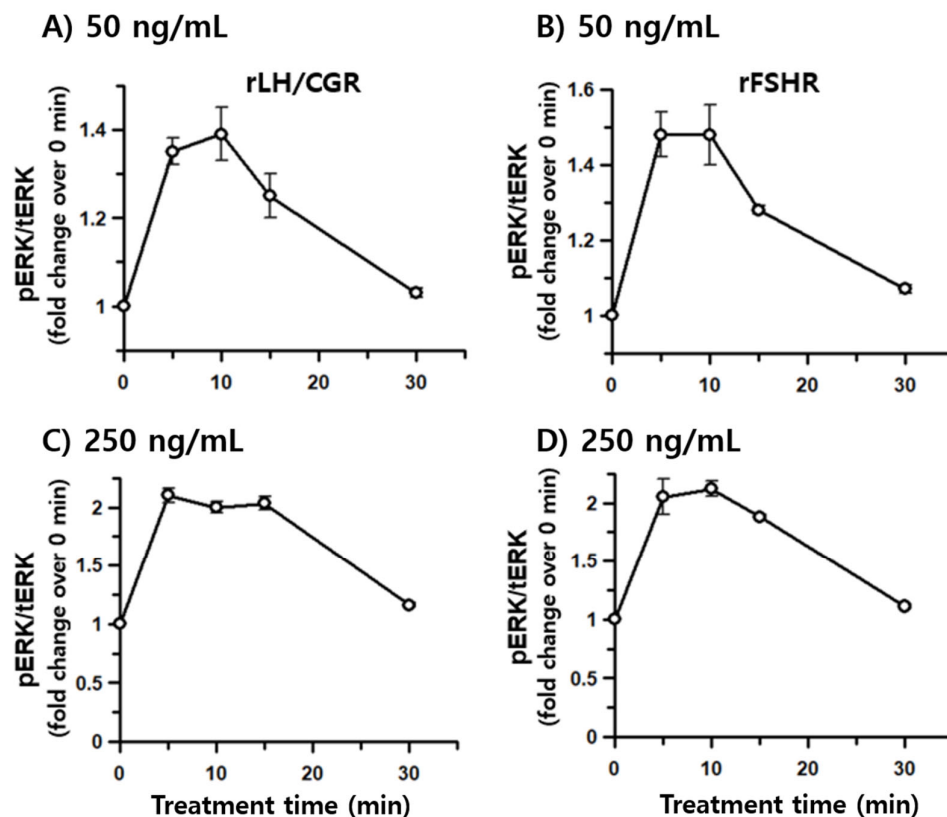 A) 50 ng/mL
B) 50 ng/mL
rLH/CGR
rFSHR
pERK/tERK
(fold change over 0 min)
1.4
1.2
1
0 10 20 30
pERK/tERK
(fold change over 0 min)
1.6
1.4
1.2
1
0 10 20 30
C) 250 ng/mL
D) 250 ng/mL
pERK/tERK
(fold change over 0 min)
2
1.5
1
0.5
0
0 10 20 30
Treatment time (min)
pERK/tERK
(fold change over 0 min)
2
1.5
1
0.5
0
0 10 20 30
Treatment time (min)